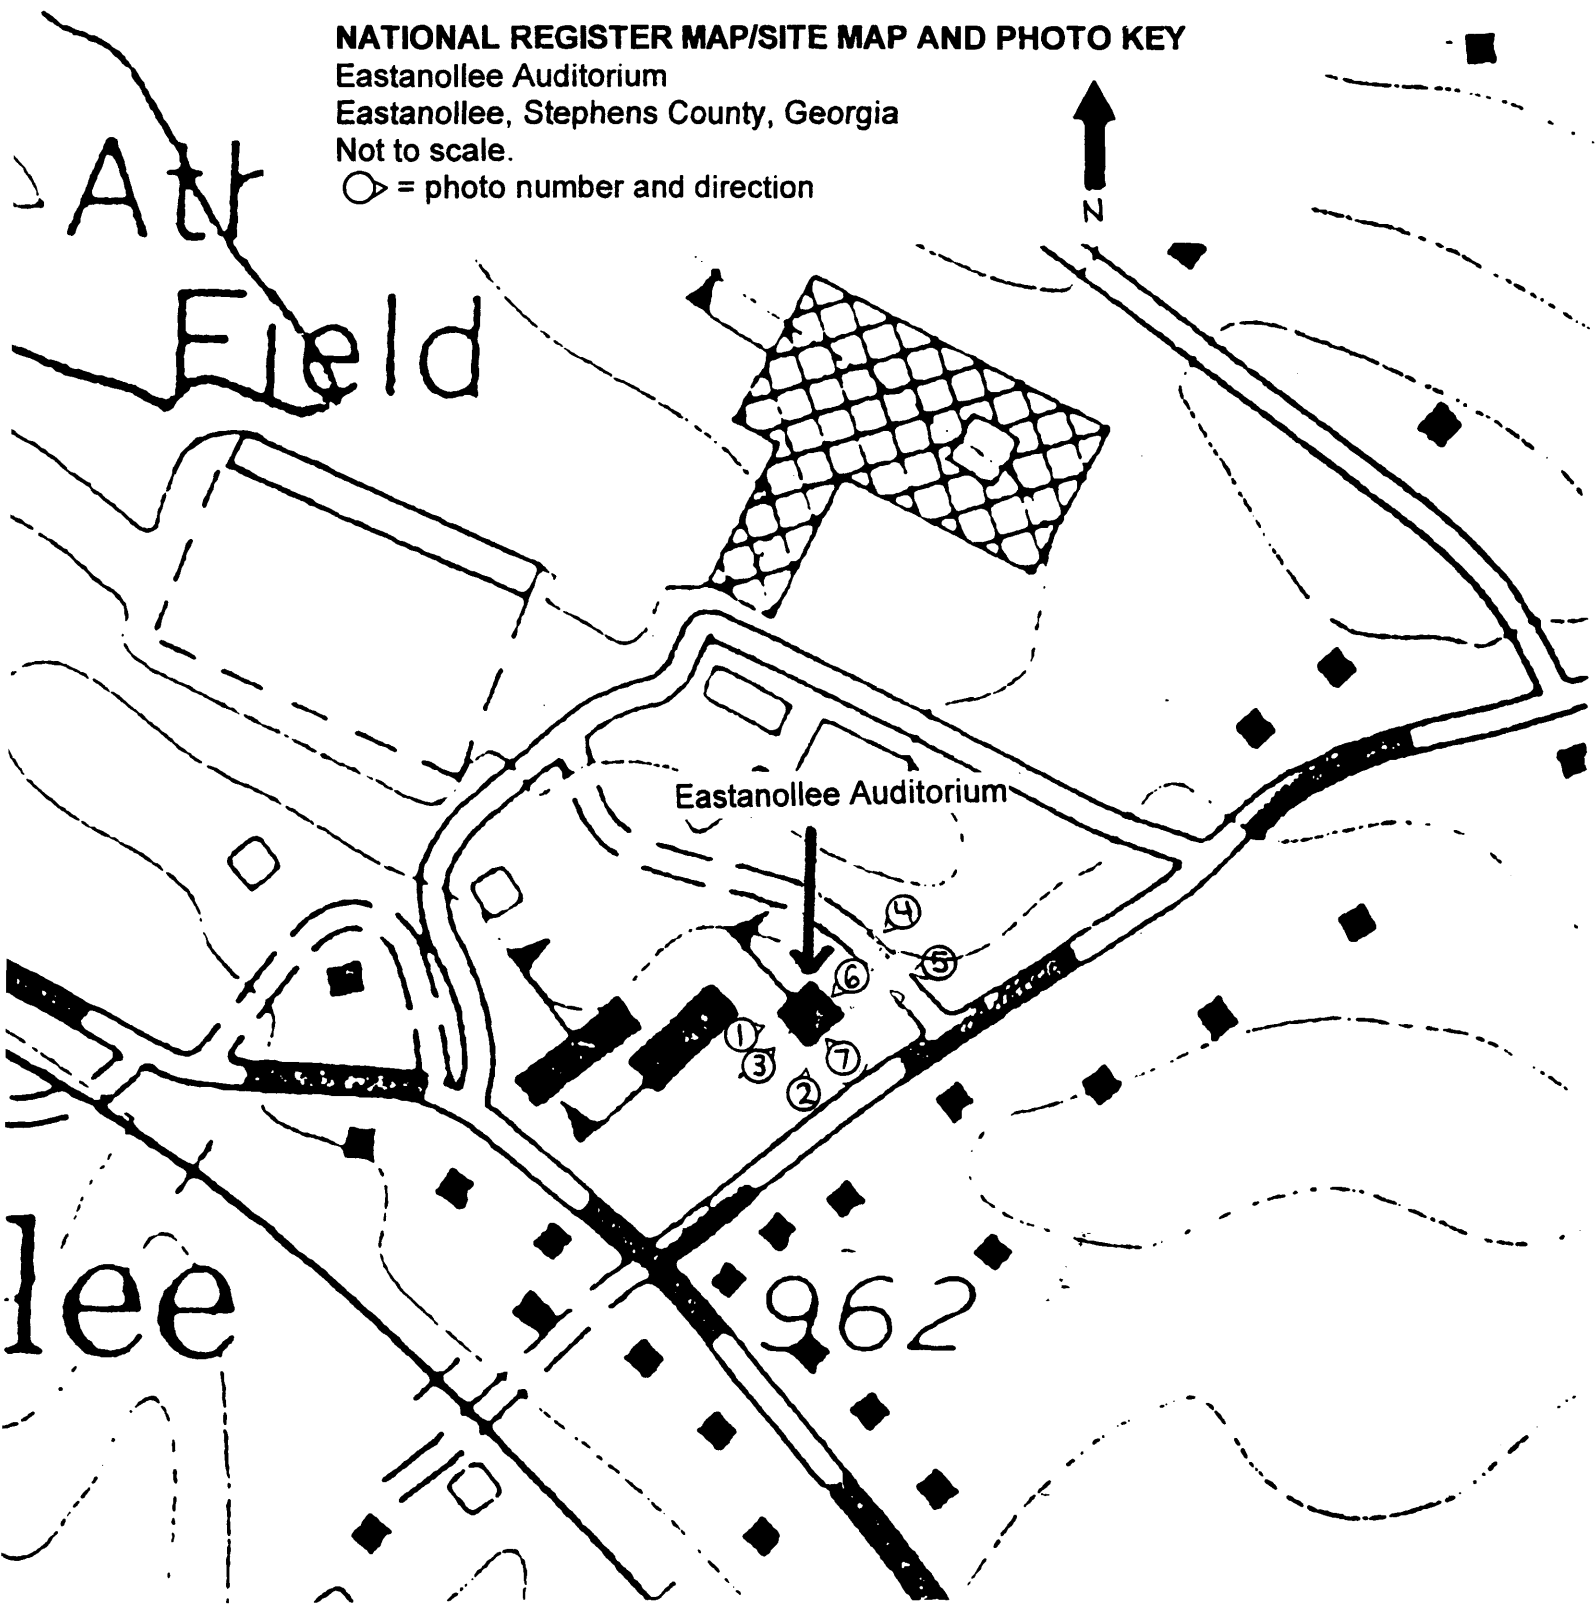 NATIONAL REGISTER MAP/SITE MAP AND PHOTO KEY
Eastanollee Auditorium
Eastanollee, Stephens County, Georgia
Not to scale.
= photo number and direction
N
Field
Eastanollee Auditorium
4
5
6
1
3
7
2
lee
962